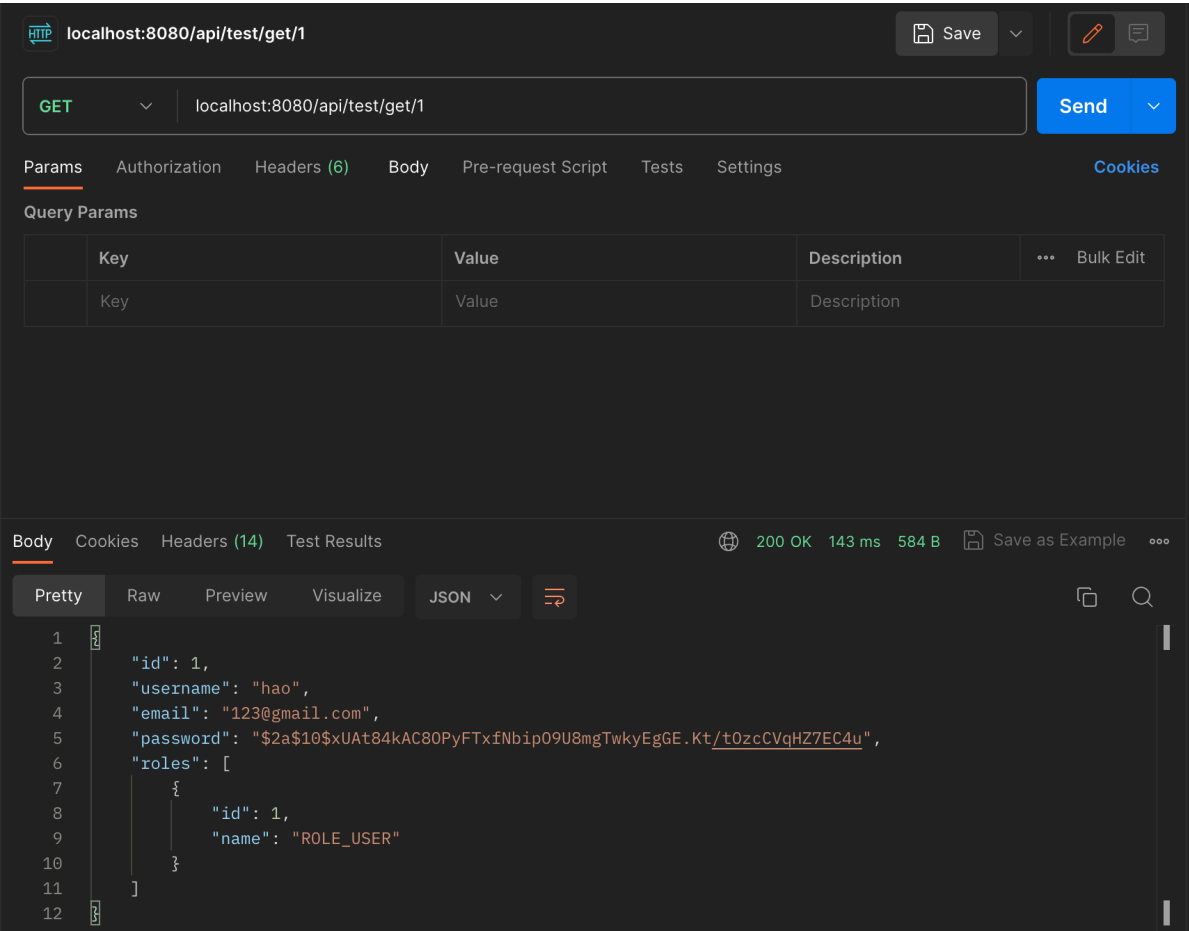 HTTP localhost:8080/api/test/get/1 Save
GET localhost:8080/api/test/get/1 Send
Params Authorization Headers (6) Body Pre-request Script Tests Settings Cookies
Query Params
Key Value Description Bulk Edit
Key Value Description
Body Cookies Headers (14) Test Results 200 OK 143 ms 584 B Save as Example
Pretty Raw Preview Visualize JSON
1 {
2 "id": 1,
3 "username": "hao",
4 "email": "123@gmail.com",
5 "password": "$2a$10$xUAt84kAC8OPyFTxfNbipO9U8mgTwkyEgGE.Kt/tOzcCVqHZ7EC4u",
6 "roles": [
7 {
8 "id": 1,
9 "name": "ROLE_USER"
10 }
11 ]
12 }